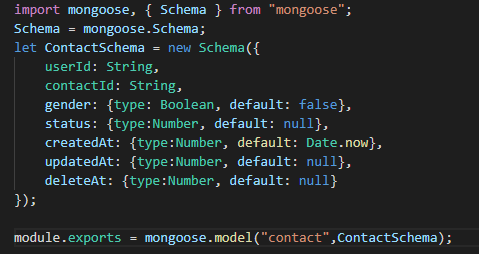 import mongoose, { Schema } from "mongoose";
Schema = mongoose.Schema;
let ContactSchema = new Schema({
    userId: String,
    contactId: String,
    gender: {type: Boolean, default: false},
    status: {type:Number, default: null},
    createdAt: {type:Number, default: Date.now},
    updatedAt: {type:Number, default: null},
    deleteAt: {type:Number, default: null}
});

module.exports = mongoose.model("contact",ContactSchema);